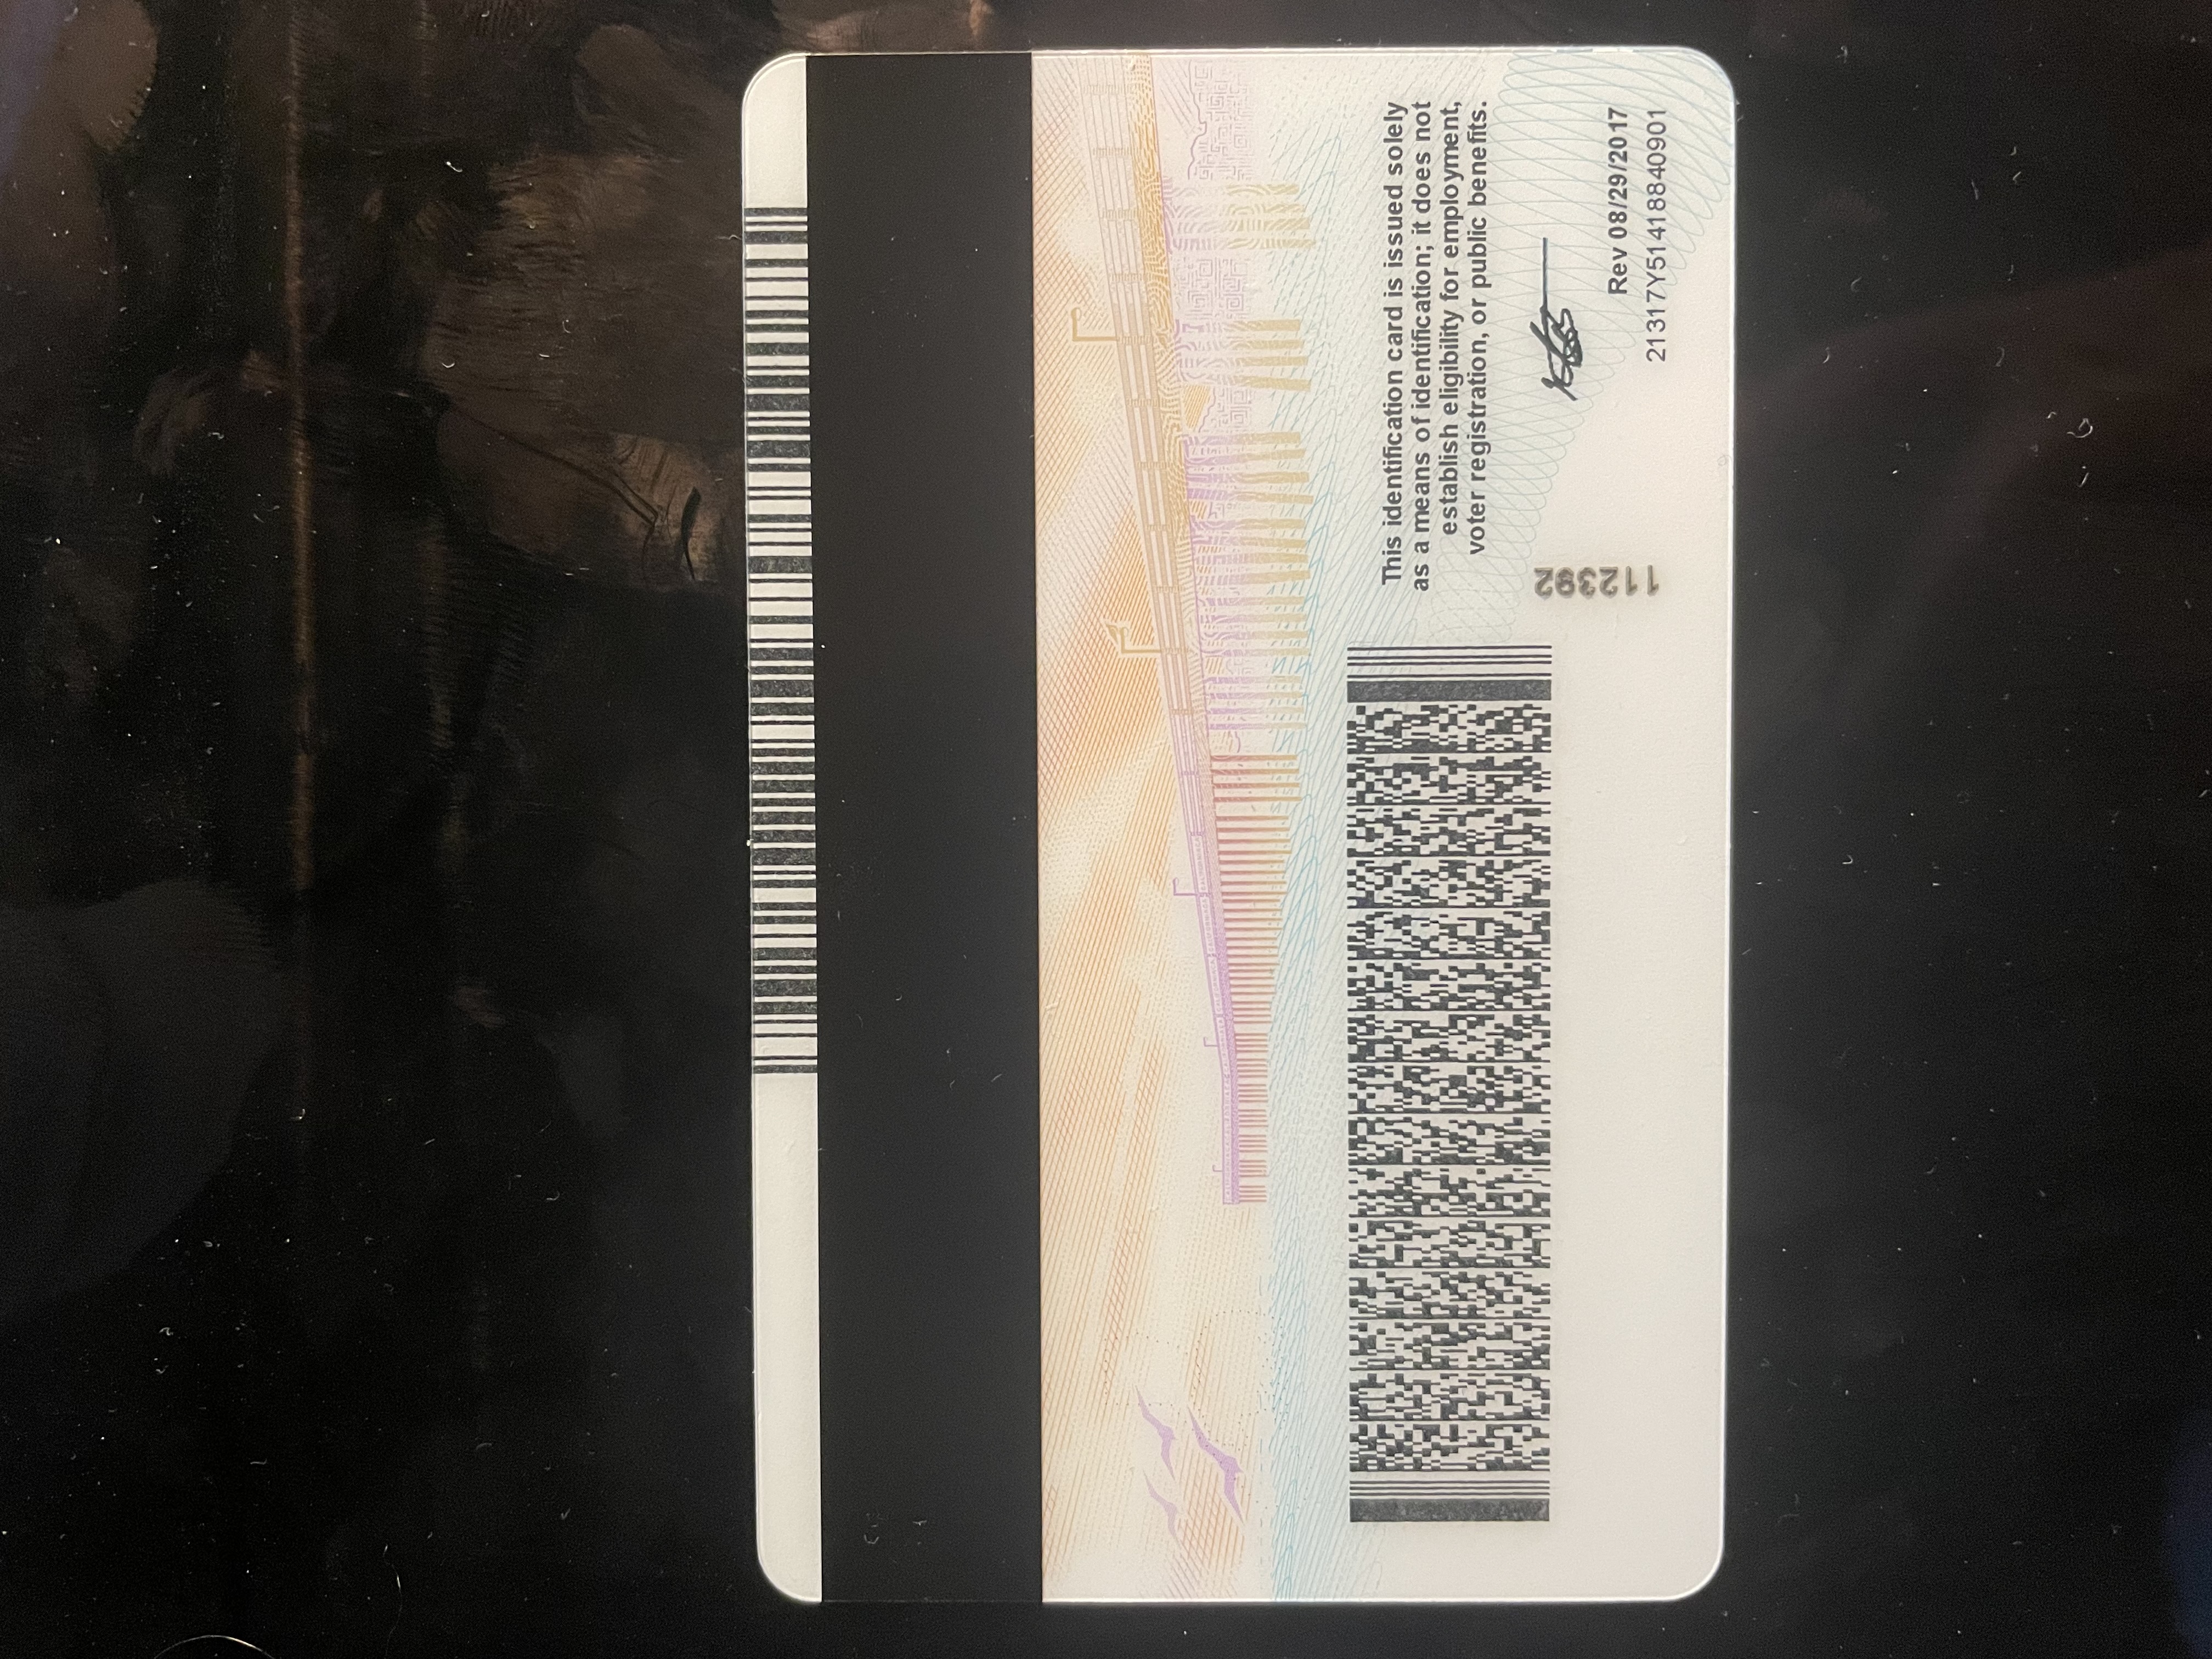 This identification card is issued solely
as a means of identification; it does not
establish eligibility for employment,
voter registration, or public benefits.
112392
Rev 08/29/2017
21317Y51418840901